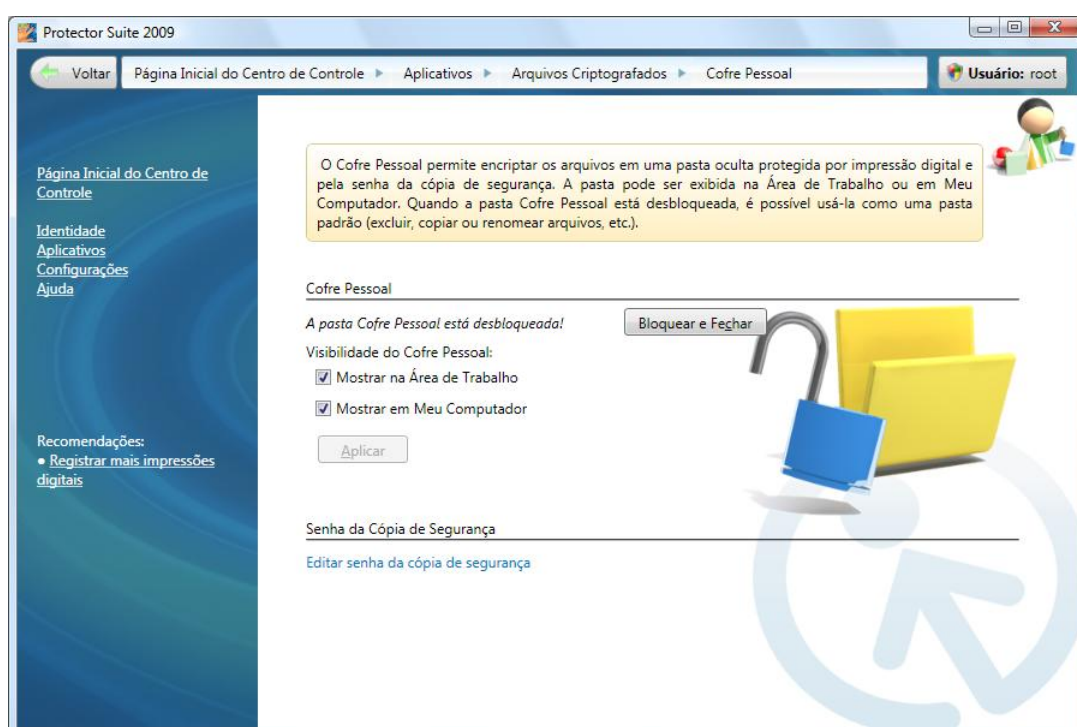 Protector Suite 2009
Voltar Página Inicial do Centro de Controle Aplicativos Arquivos Criptografados Cofre Pessoal Usuário: root
Página Inicial do Centro de
Controle
Identidade
Aplicativos
Configurações
Ajuda
Recomendações:
• Registrar mais impressões
digitais
O Cofre Pessoal permite encriptar os arquivos em uma pasta oculta protegida por impressão digital e
pela senha da cópia de segurança. A pasta pode ser exibida na Área de Trabalho ou em Meu
Computador. Quando a pasta Cofre Pessoal está desbloqueada, é possível usá-la como uma pasta
padrão (excluir, copiar ou renomear arquivos, etc.).
Cofre Pessoal
A pasta Cofre Pessoal está desbloqueada! Bloquear e Fechar
Visibilidade do Cofre Pessoal:
Mostrar na Área de Trabalho
Mostrar em Meu Computador
Aplicar
Senha da Cópia de Segurança
Editar senha da cópia de segurança